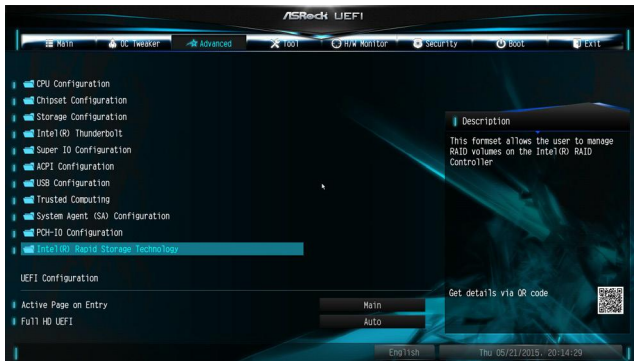 ASRock UEFI
Main
OC Tweaker
Advanced
Tool
H/W Monitor
Security
Boot
Exit
CPU Configuration
Chipset Configuration
Storage Configuration
Intel(R) Thunderbolt
Super IO Configuration
ACPI Configuration
USB Configuration
Trusted Computing
System Agent (SA) Configuration
PCH-IO Configuration
Intel(R) Rapid Storage Technology
UEFI Configuration
Active Page on Entry
Main
Full HD UEFI
Auto
Description
This formset allows the user to manage
RAID volumes on the Intel(R) RAID
Controller
Get details via QR code
English
Thu 05/21/2015. 20:14:29